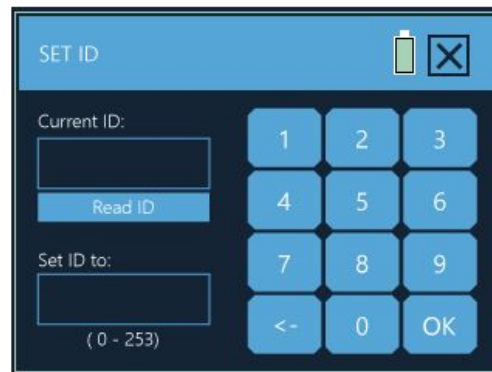 SET ID
Current ID:
Read ID
Set ID to:
( 0 - 253)
1 2 3
4 5 6
7 8 9
<- 0 OK